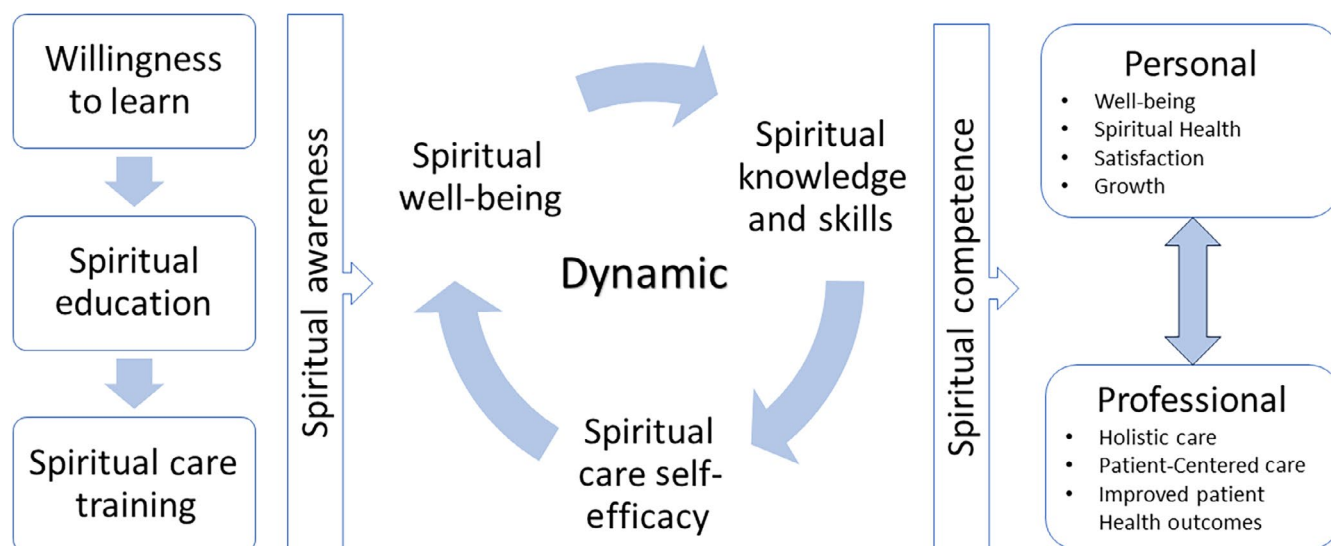 Willingness
to learn
Spiritual
education
Spiritual care
training
Spiritual awareness
Spiritual
well-being
Spiritual
knowledge
and skills
Dynamic
Spiritual
care self-
efficacy
Spiritual competence
Personal
• Well-being
• Spiritual Health
• Satisfaction
• Growth
Professional
• Holistic care
• Patient-Centered care
• Improved patient
Health outcomes